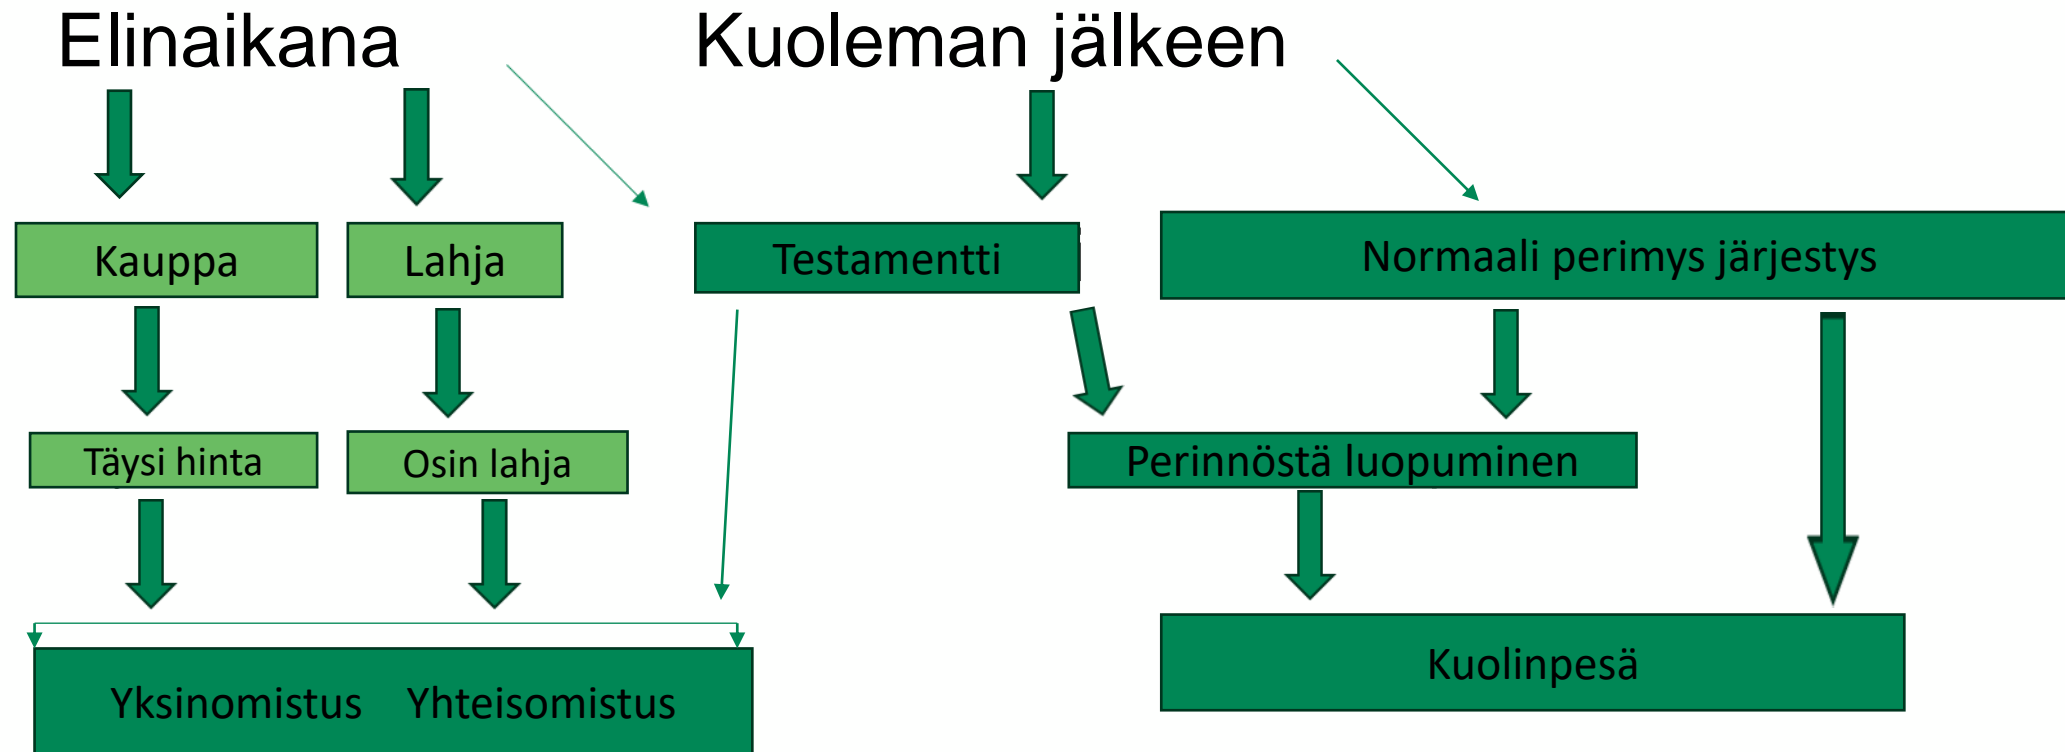 Elinaikana
Kuoleman jälkeen
Kauppa
Lahja
Testamentti
Normaali perimys järjestys
Täysi hinta
Osin lahja
Perinnöstä luopuminen
Yksinomistus Yhteisomistus
Kuolinpesä